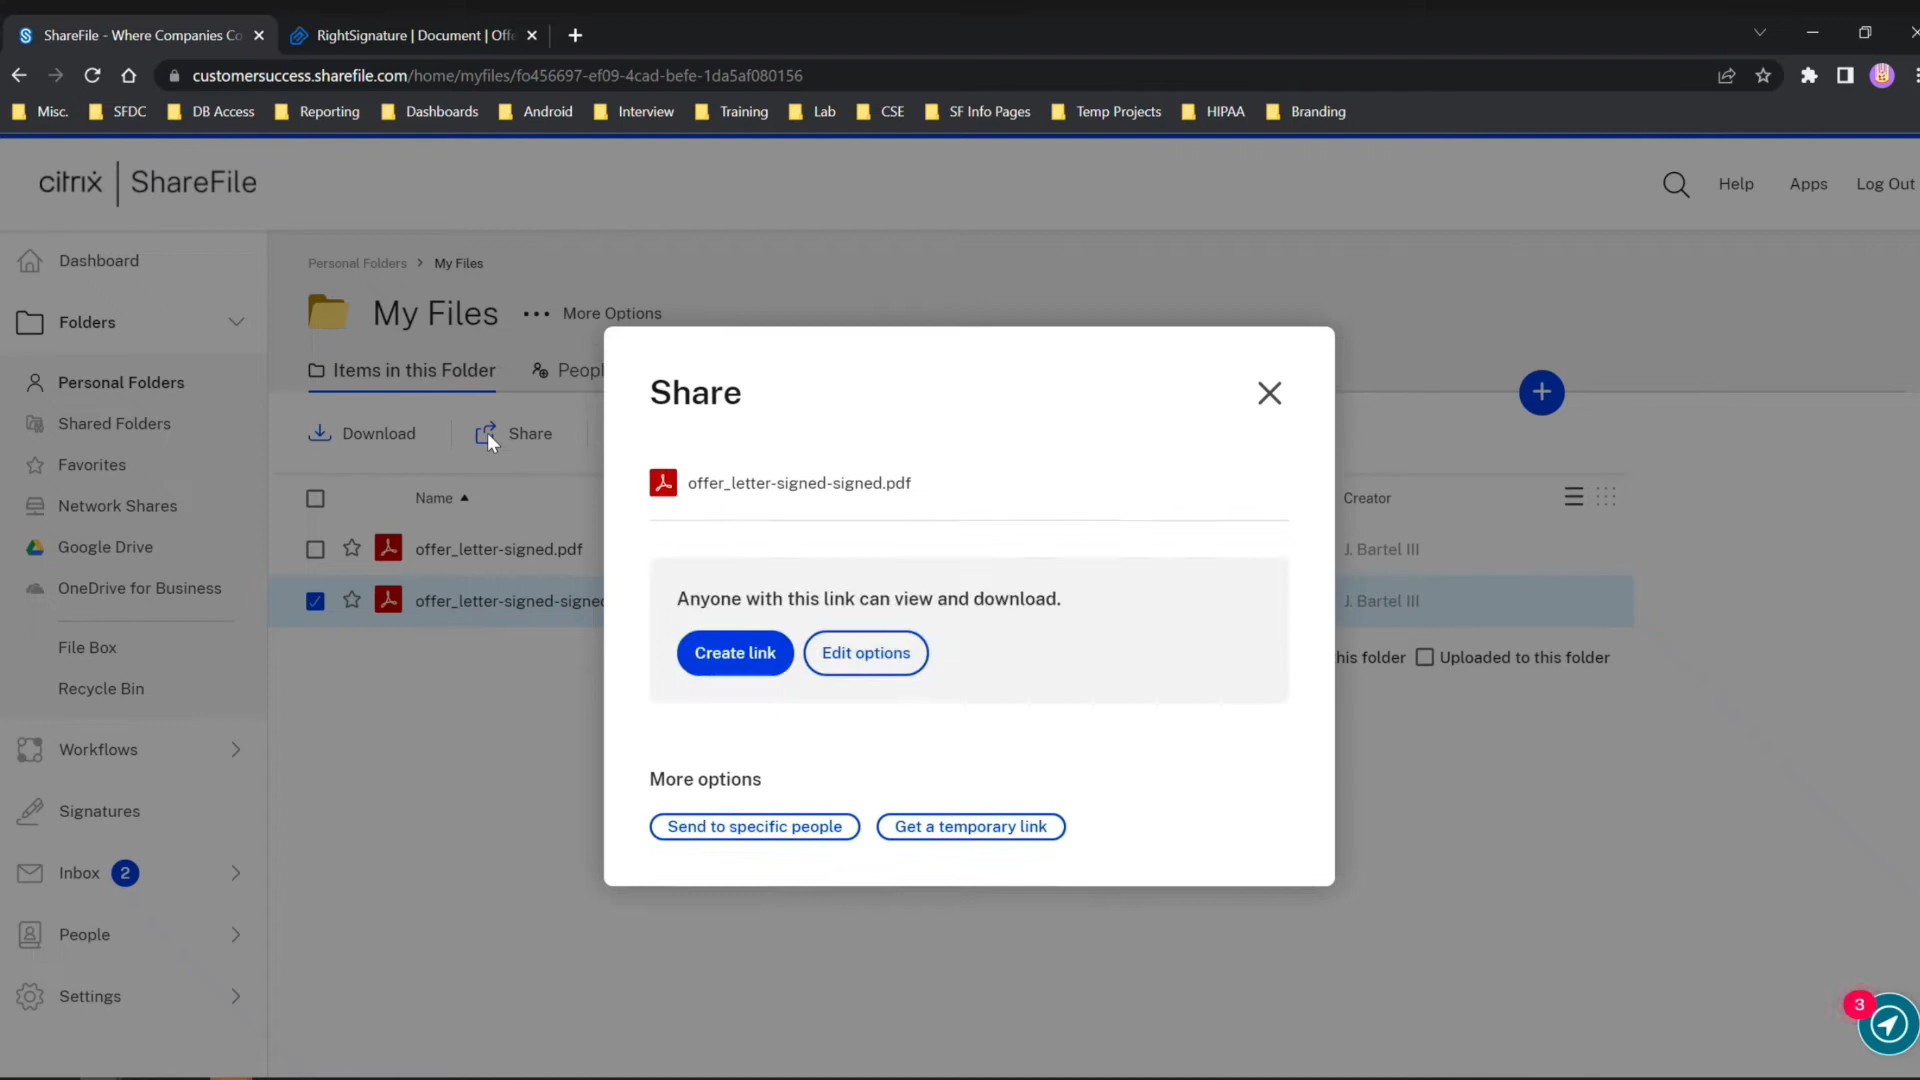 ShareFile - Where Companies Co
RightSignature | Document | Offe
customersuccess.sharefile.com/home/myfiles/fo456697-ef09-4cad-befe-1da5af080156
Misc. SFDC DB Access Reporting Dashboards Android Interview Training Lab CSE SF Info Pages Temp Projects HIPAA Branding
citrix | ShareFile
Help Apps Log Out
Dashboard
Folders
Personal Folders
Shared Folders
Favorites
Network Shares
Google Drive
OneDrive for Business
File Box
Recycle Bin
Workflows
Signatures
Inbox 2
People
Settings
Personal Folders > My Files
My Files ••• More Options
Items in this Folder Peopl
Download Share
Name Creator
offer_letter-signed.pdf J. Bartel III
offer_letter-signed-signed J. Bartel III
his folder Uploaded to this folder
Share
offer_letter-signed-signed.pdf
Anyone with this link can view and download.
Create link Edit options
More options
Send to specific people Get a temporary link
3